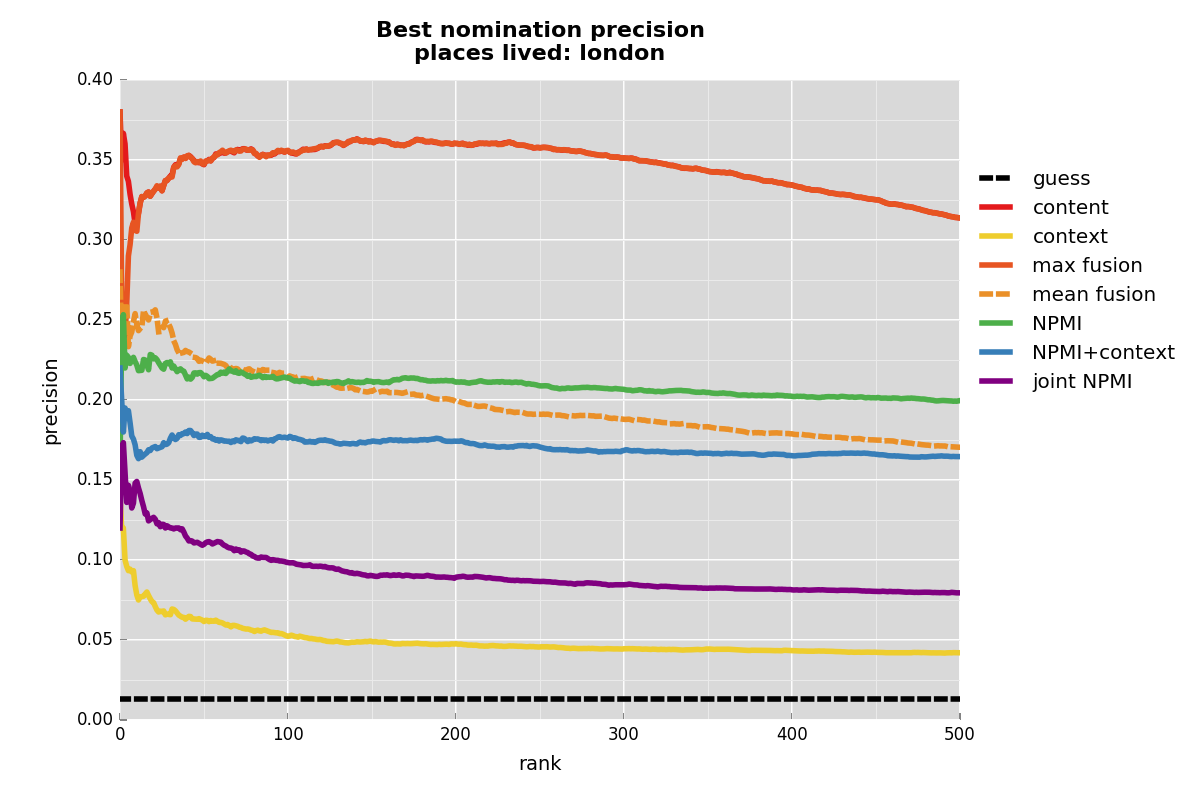 Best nomination precision
places lived: london
precision
0.40
0.35
0.30
0.25
0.20
0.15
0.10
0.05
0.00
0 100 200 300 400 500
rank
guess
content
context
max fusion
mean fusion
NPMI
NPMI+context
joint NPMI